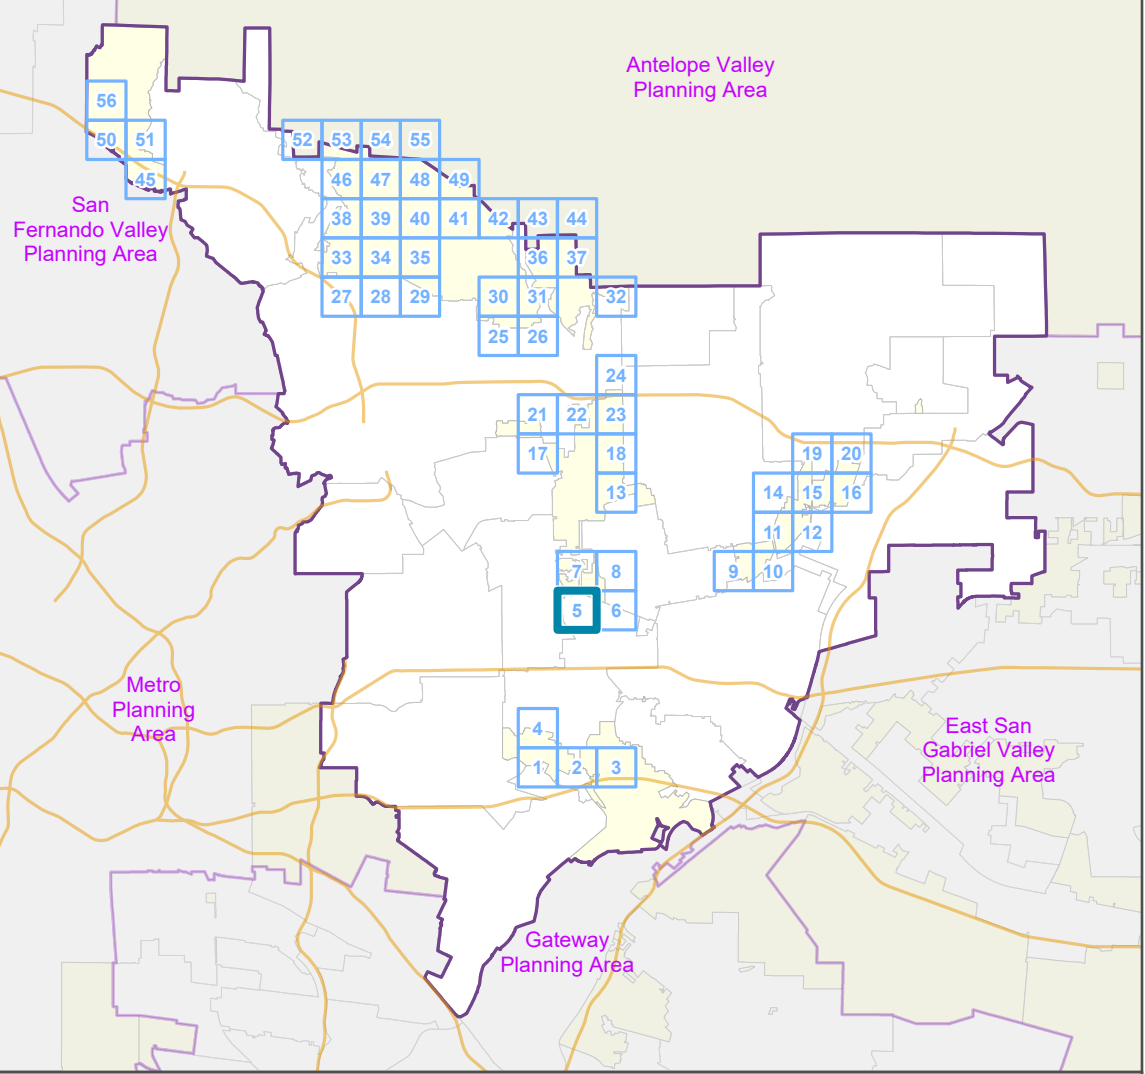 Antelope Valley
Planning Area
56
50 51
52 53 54 55
45
46 47 48 49
San
Fernando Valley
Planning Area
38 39 40 41 42 43 44
33 34 35 36 37
27 28 29 30 31 32
25 26
24
21 22 23
17 18 19 20
13 14 15 16
11 12
7 8 9 10
5 6
Metro
Planning
Area
4
1 2 3
East San
Gabriel Valley
Planning Area
Gateway
Planning Area